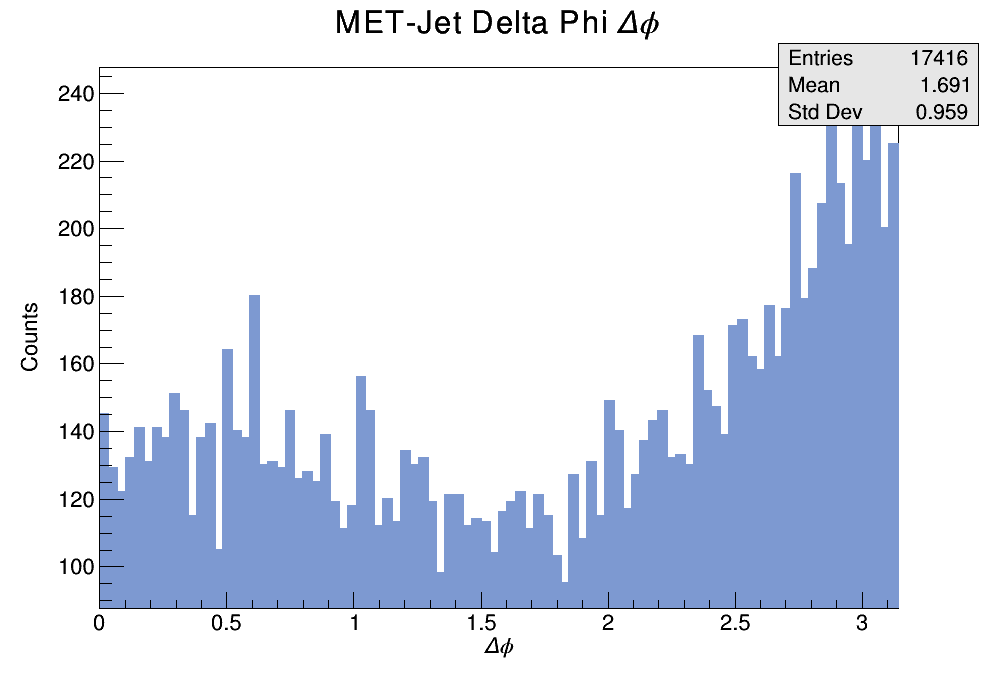 MET-Jet Delta Phi Δϕ
Entries 17416
Mean 1.691
Std Dev 0.959
240
220
200
180
160
140
120
100
Counts
0 0.5 1 1.5 2 2.5 3
Δϕ